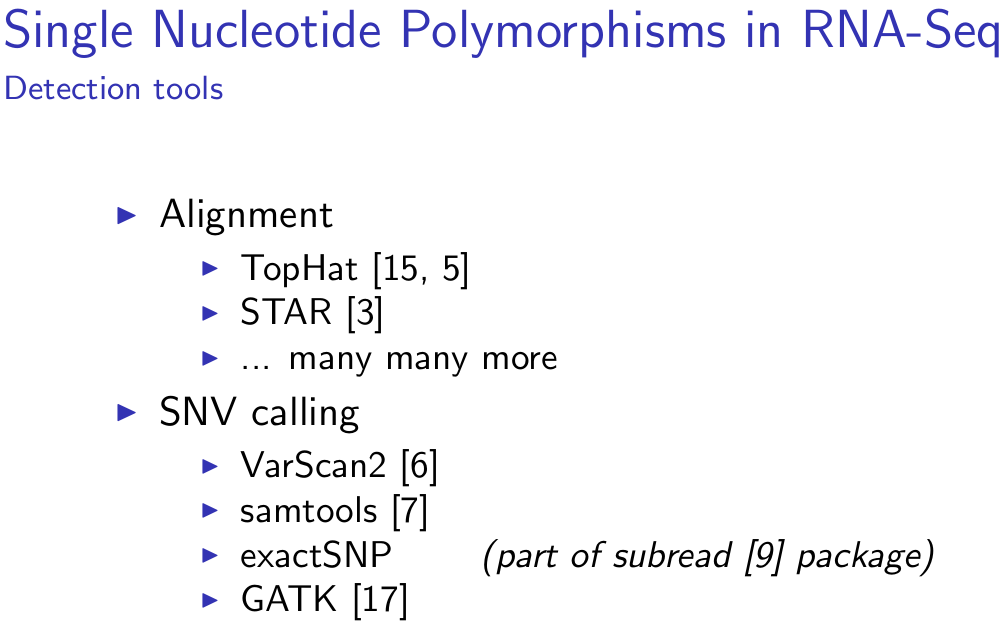 Single Nucleotide Polymorphisms in RNA-Seq
Detection tools
Alignment
TopHat [15, 5]
STAR [3]
... many many more
SNV calling
VarScan2 [6]
samtools [7]
exactSNP (part of subread [9] package)
GATK [17]